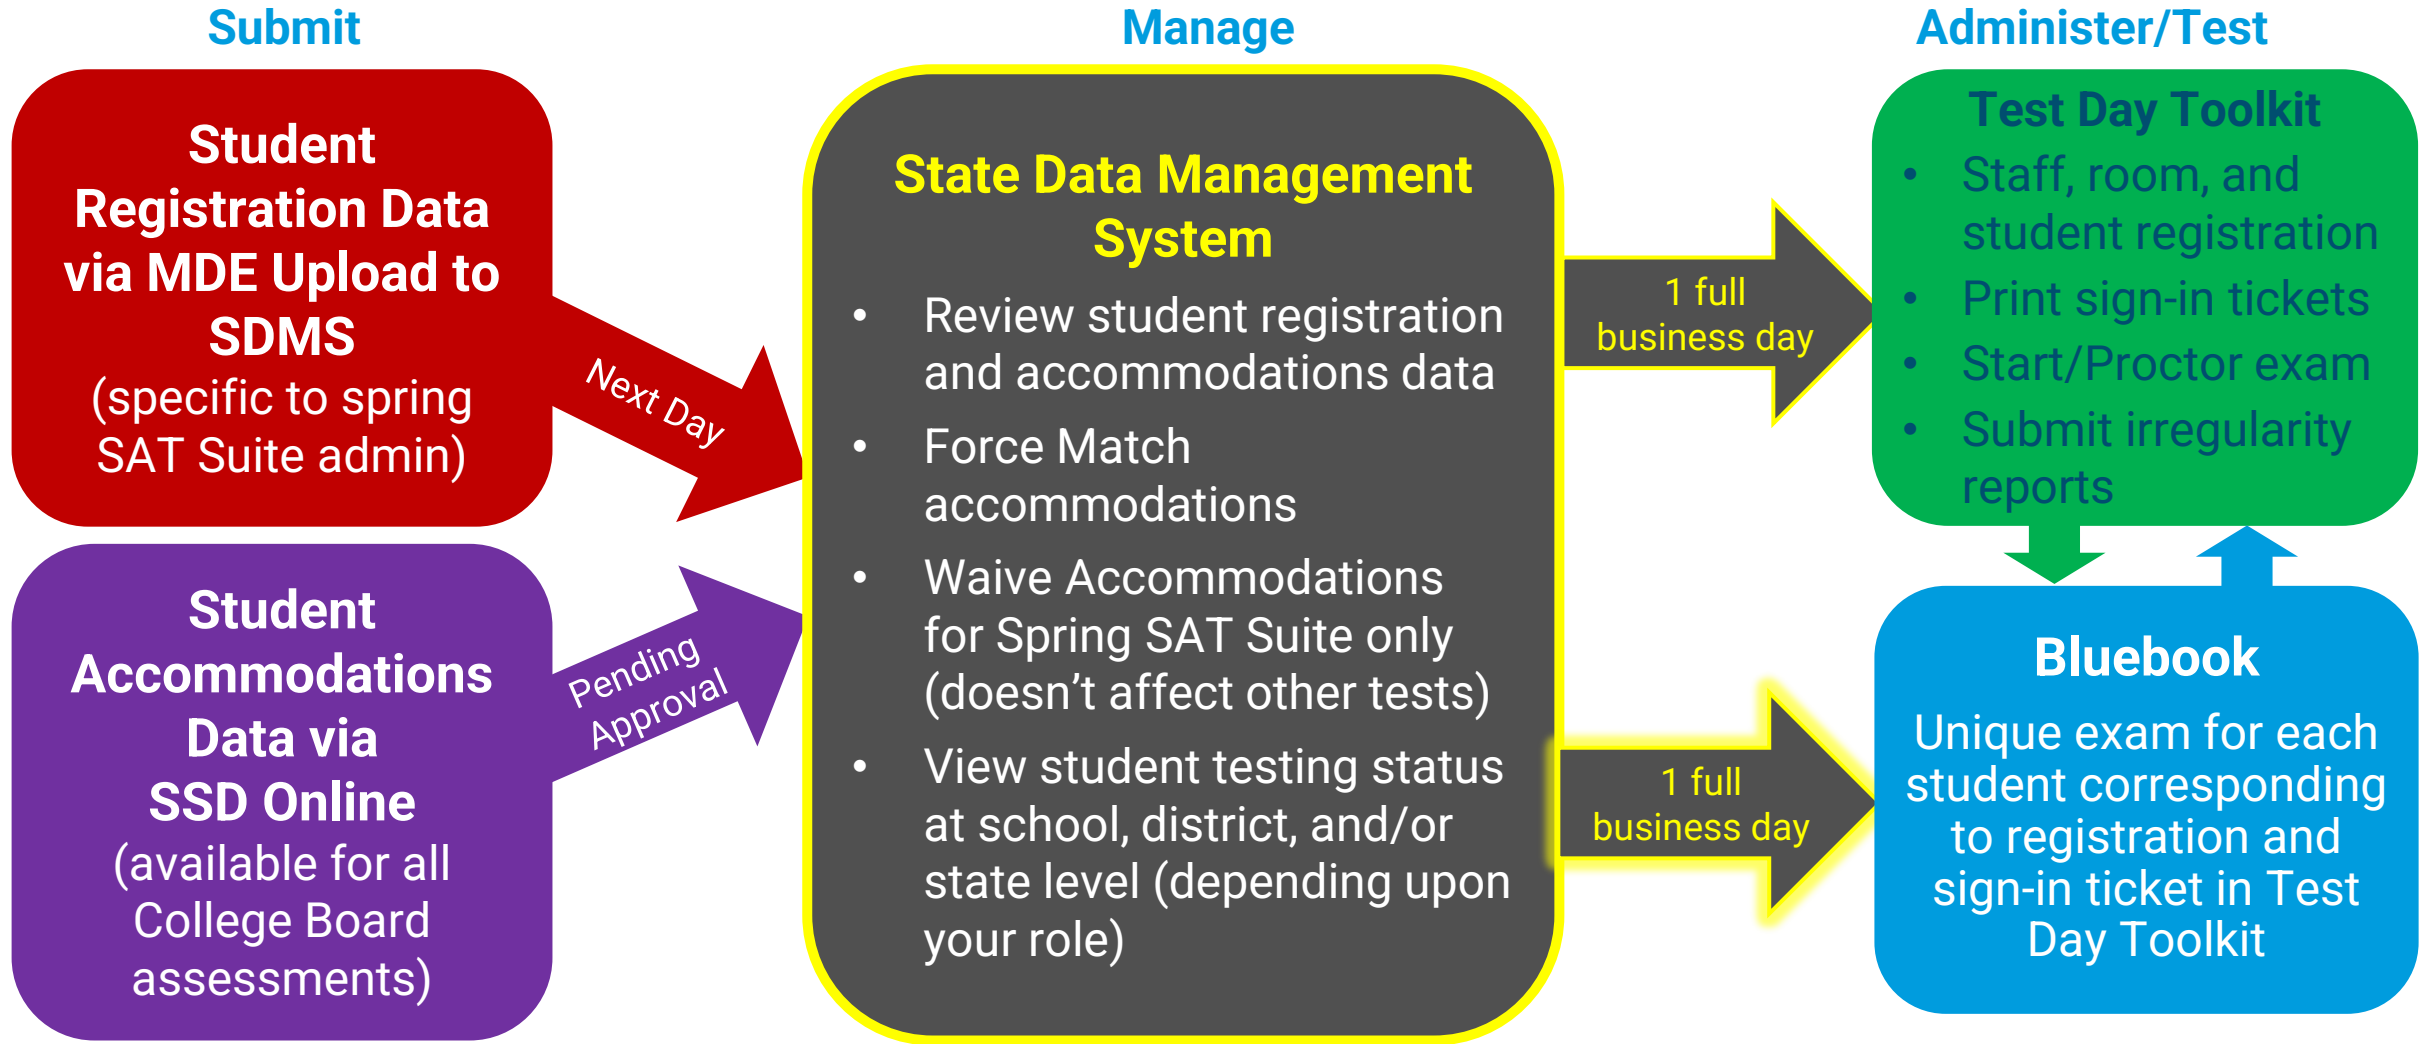 Submit
Student
Registration Data
via MDE Upload to
SDMS
(specific to spring
SAT Suite admin)
Next Day
Student
Accommodations
Data via
SSD Online
(available for all
College Board
assessments)
Pending
Approval
Manage
State Data Management
System
• Review student registration
and accommodations data
• Force Match
accommodations
• Waive Accommodations
for Spring SAT Suite only
(doesn’t affect other tests)
• View student testing status
at school, district, and/or
state level (depending upon
your role)
1 full
business day
1 full
business day
Administer/Test
Test Day Toolkit
• Staff, room, and
student registration
• Print sign-in tickets
• Start/Proctor exam
• Submit irregularity
reports
Bluebook
Unique exam for each
student corresponding
to registration and
sign-in ticket in Test
Day Toolkit